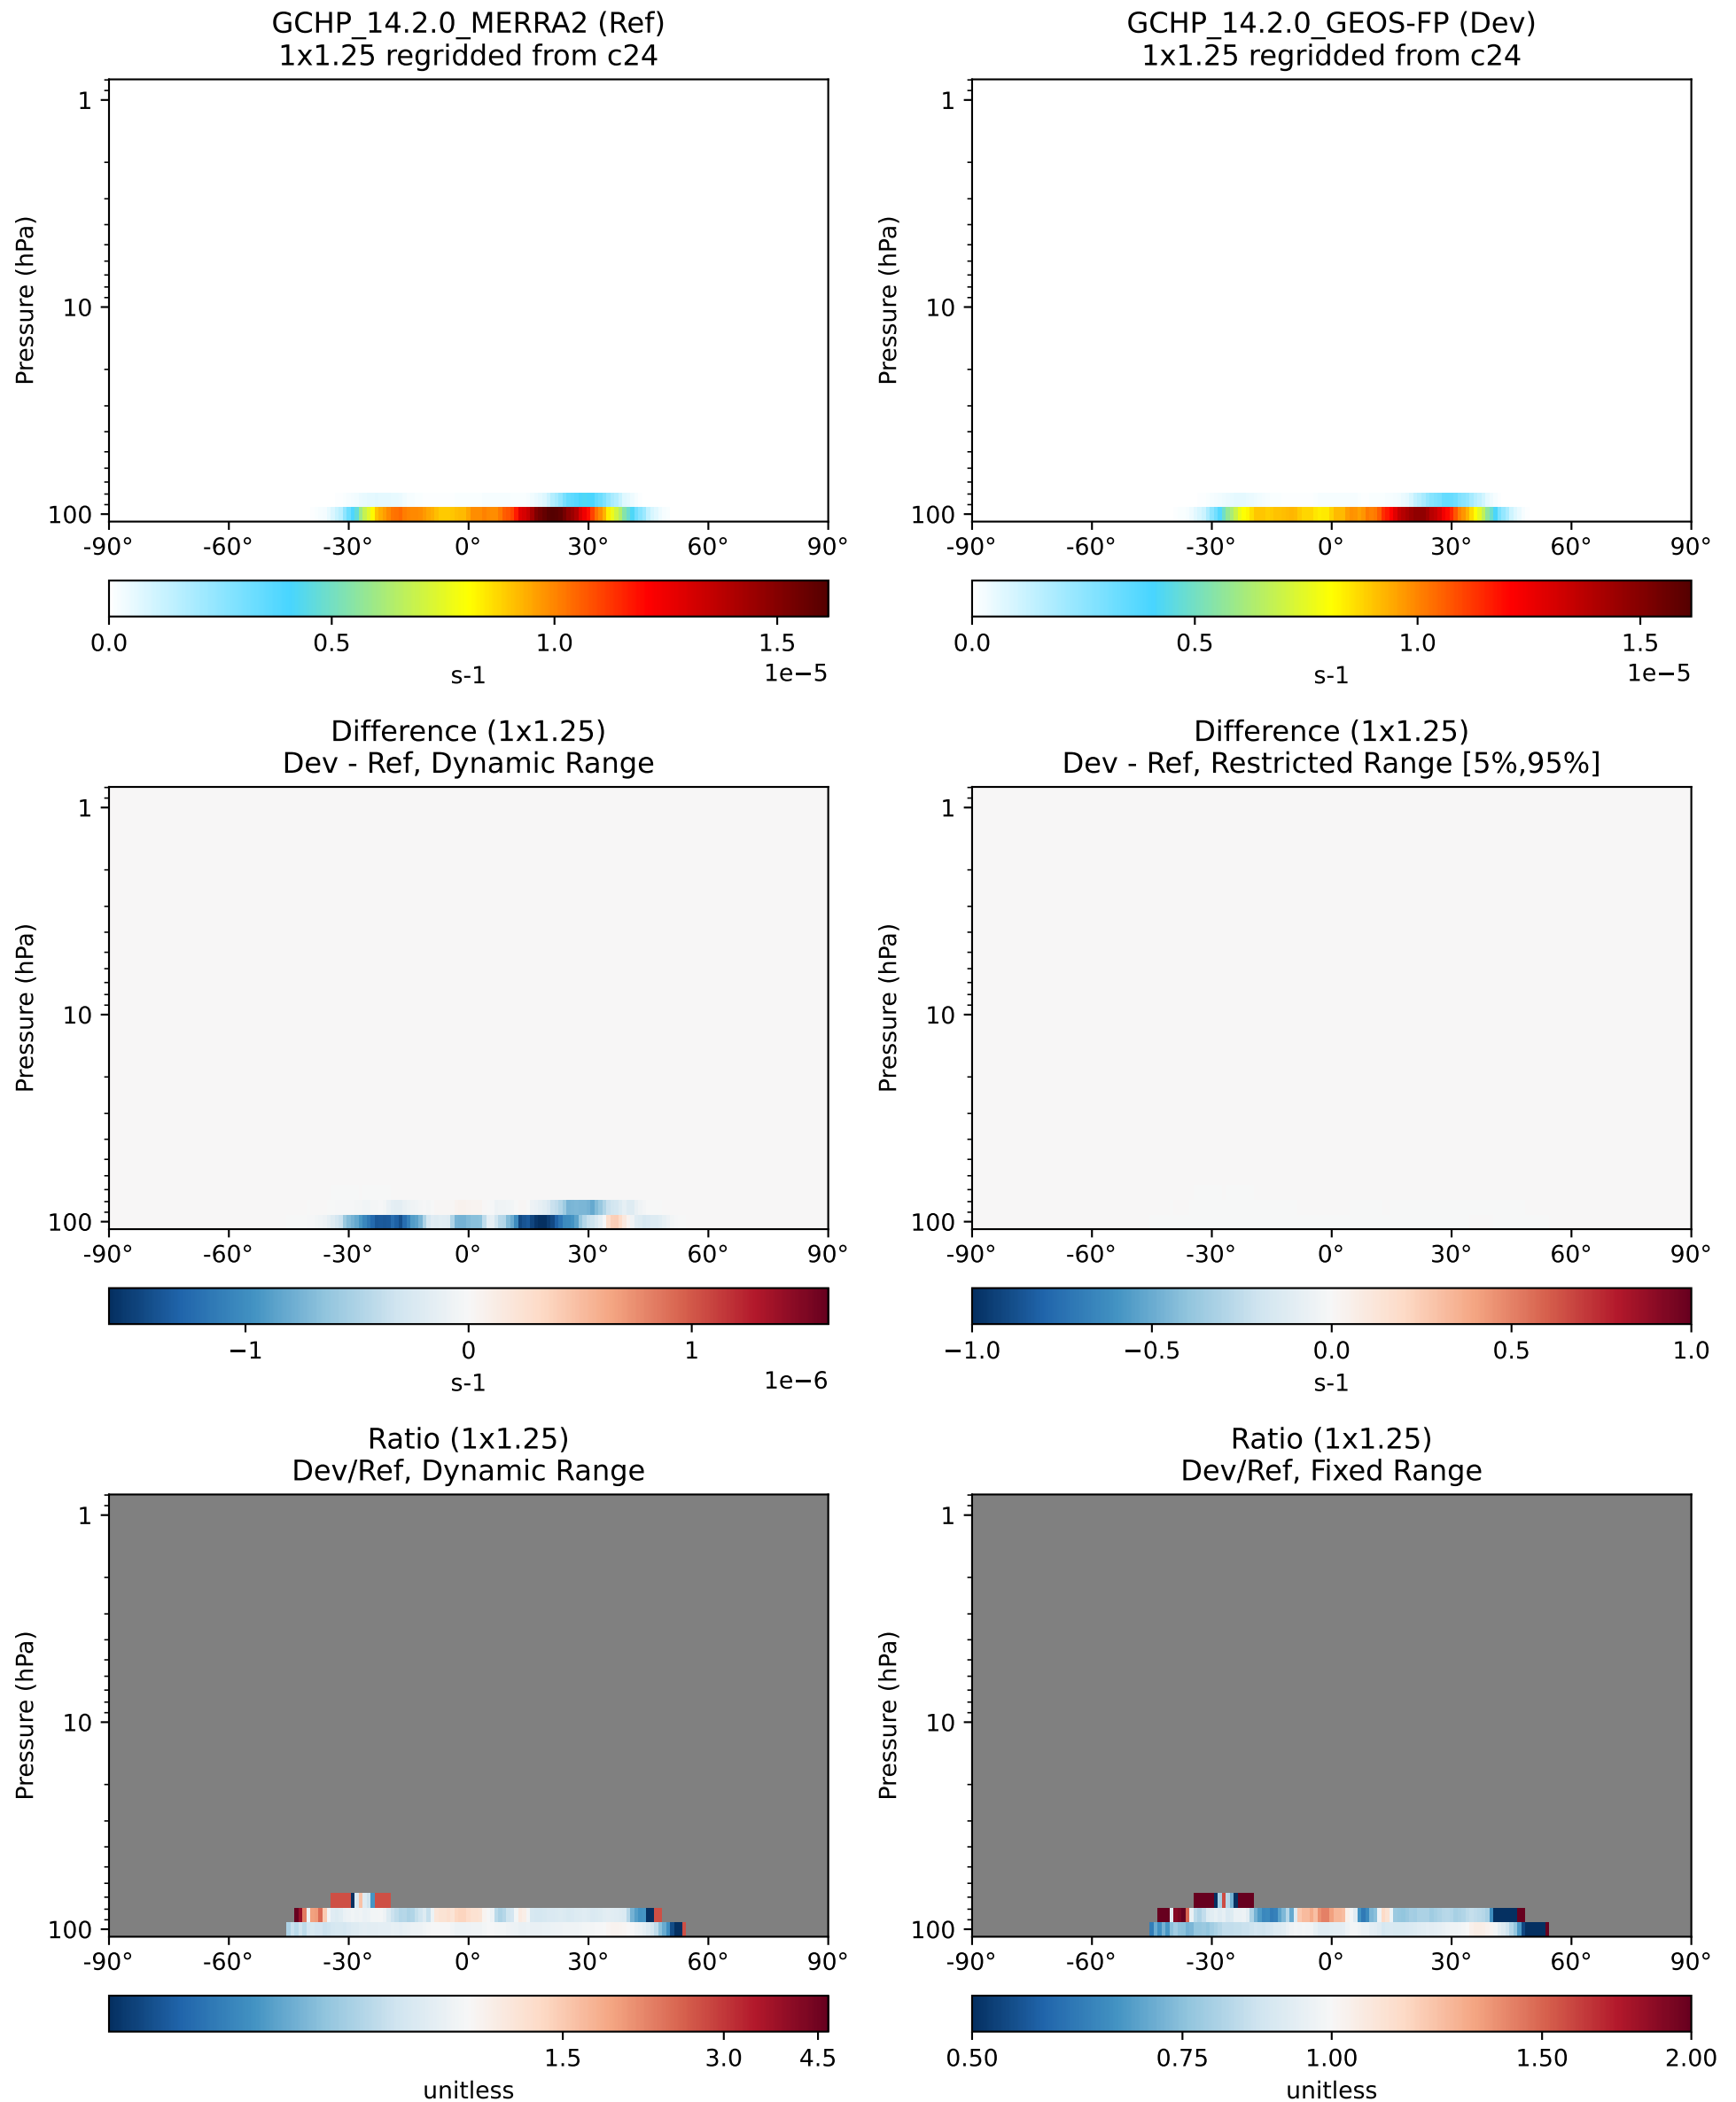 GCHP_14.2.0_MERRA2 (Ref)
1x1.25 regridded from c24
Pressure (hPa)
1
10
100
-90° -60° -30° 0° 30° 60° 90°
0.0 0.5 1.0 1.5
1e−5
s-1
GCHP_14.2.0_GEOS-FP (Dev)
1x1.25 regridded from c24
Pressure (hPa)
1
10
100
-90° -60° -30° 0° 30° 60° 90°
0.0 0.5 1.0 1.5
1e−5
s-1
Difference (1x1.25)
Dev - Ref, Dynamic Range
Pressure (hPa)
1
10
100
-90° -60° -30° 0° 30° 60° 90°
−1 0 1
1e−6
s-1
Difference (1x1.25)
Dev - Ref, Restricted Range [5%,95%]
Pressure (hPa)
1
10
100
-90° -60° -30° 0° 30° 60° 90°
−1.0 −0.5 0.0 0.5 1.0
s-1
Ratio (1x1.25)
Dev/Ref, Dynamic Range
Pressure (hPa)
1
10
100
-90° -60° -30° 0° 30° 60° 90°
1.5 3.0 4.5
unitless
Ratio (1x1.25)
Dev/Ref, Fixed Range
Pressure (hPa)
1
10
100
-90° -60° -30° 0° 30° 60° 90°
0.50 0.75 1.00 1.50 2.00
unitless